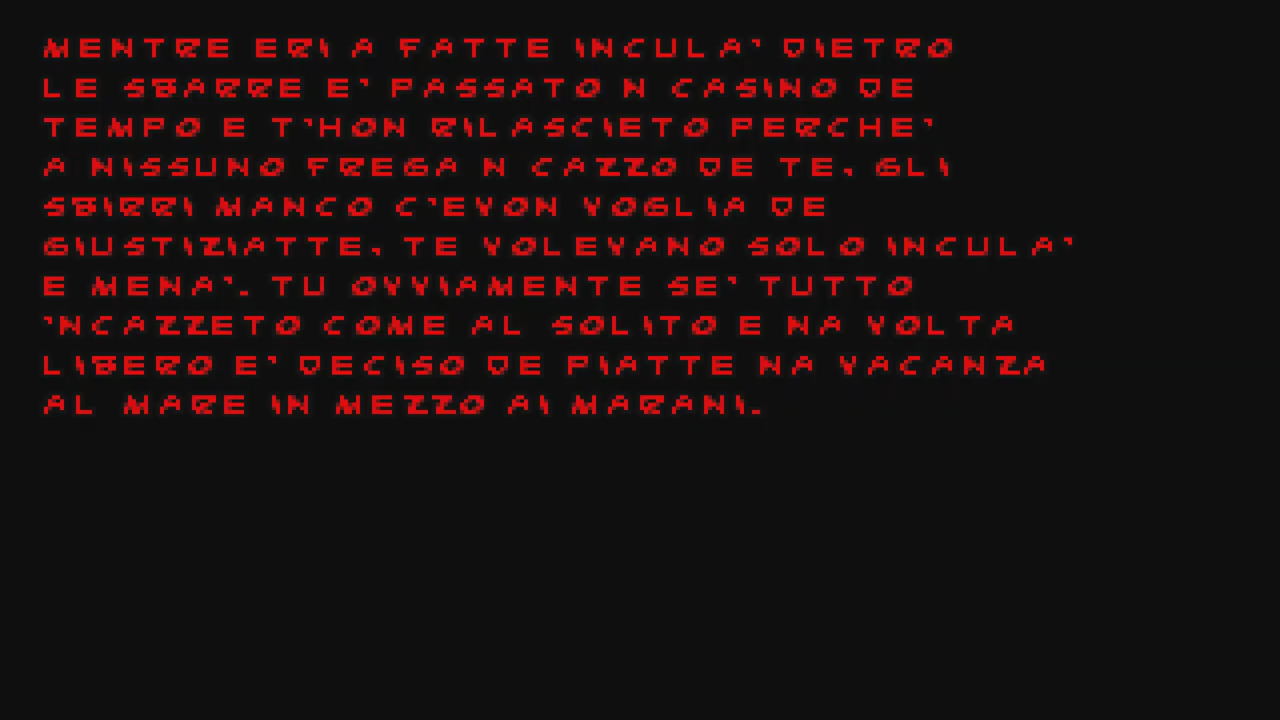 MENTRE ERI A FATTE INCULA' DIETRO
LE SBARRE E' PASSATO N CASINO DE
TEMPO E T'HON RILASCIETO PERCHE'
A NISSUNO FREGA N CAZZO DE TE, GLI
SBIRRI MANCO C'EVON VOGLIA DE
GIUSTIZIATTE, TE VOLEVANO SOLO INCULA'
E MENA'. TU OVVIAMENTE SE' TUTTO
'NCAZZETO COME AL SOLITO E NA VOLTA
LIBERO E' DECISO DE PIATTE NA VACANZA
AL MARE IN MEZZO AI MARANI.